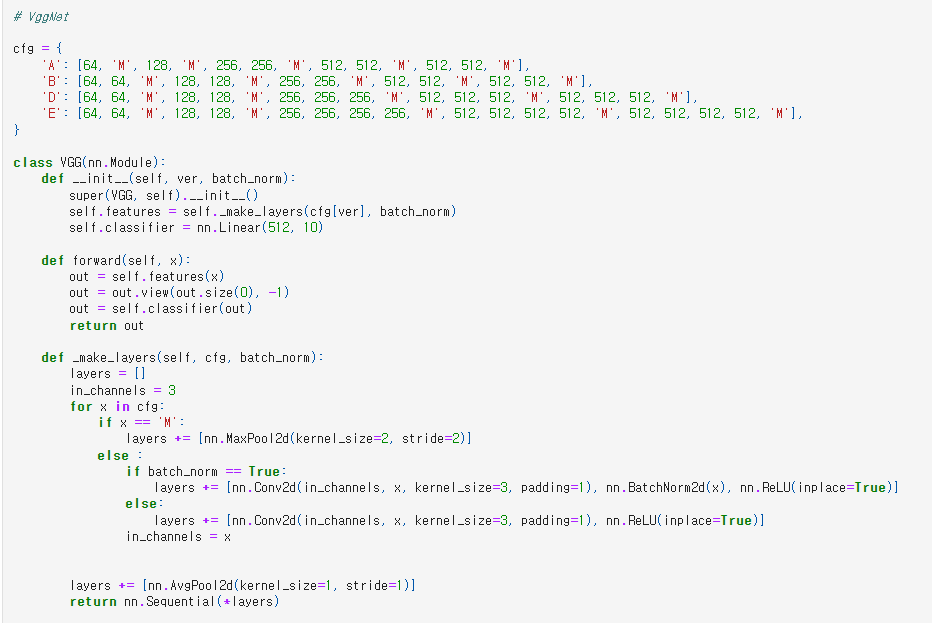 # VggNet
cfg = {
    'A': [64, 'M', 128, 'M', 256, 256, 'M', 512, 512, 'M', 512, 512, 'M'],
    'B': [64, 64, 'M', 128, 128, 'M', 256, 256, 'M', 512, 512, 'M', 512, 512, 'M'],
    'D': [64, 64, 'M', 128, 128, 'M', 256, 256, 256, 'M', 512, 512, 512, 'M', 512, 512, 512, 'M'],
    'E': [64, 64, 'M', 128, 128, 'M', 256, 256, 256, 256, 'M', 512, 512, 512, 512, 'M', 512, 512, 512, 512, 'M'],
}
class VGG(nn.Module):
    def __init__(self, ver, batch_norm):
        super(VGG, self).__init__()
        self.features = self._make_layers(cfg[ver], batch_norm)
        self.classifier = nn.Linear(512, 10)
    def forward(self, x):
        out = self.features(x)
        out = out.view(out.size(0), -1)
        out = self.classifier(out)
        return out
    def _make_layers(self, cfg, batch_norm):
        layers = []
        in_channels = 3
        for x in cfg:
            if x == 'M':
                layers += [nn.MaxPool2d(kernel_size=2, stride=2)]
            else :
                if batch_norm == True:
                    layers += [nn.Conv2d(in_channels, x, kernel_size=3, padding=1), nn.BatchNorm2d(x), nn.ReLU(inplace=True)]
                else:
                    layers += [nn.Conv2d(in_channels, x, kernel_size=3, padding=1), nn.ReLU(inplace=True)]
                in_channels = x
        layers += [nn.AvgPool2d(kernel_size=1, stride=1)]
        return nn.Sequential(*layers)